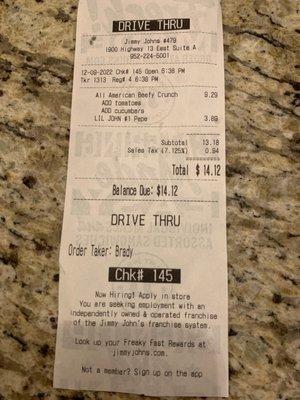 DRIVE THRU
Jimmy Johns #479
1900 Highway 13 East Suite A
952-224-5001
12-09-2022 Chk# 145 Open 6:38 PM
Tkr 1313 Reg# 4 6:38 PM
All American Beefy Crunch 9.29
ADD tomatoes
ADD cucumbers
LIL JOHN #1 Pepe 3.89
Subtotal 13.18
Sales Tax (7.125%) 0.94
Total $ 14.12
Balance Due: $14.12
DRIVE THRU
Order Taker: Brady
Chk# 145
Now Hiring! Apply in store
You are seeking employment with an
independently owned & operated franchise
of the Jimmy John's franchise system.
Look up your Freaky Fast Rewards at
jimmyjohns.com.
Not a member? Sign up on the app